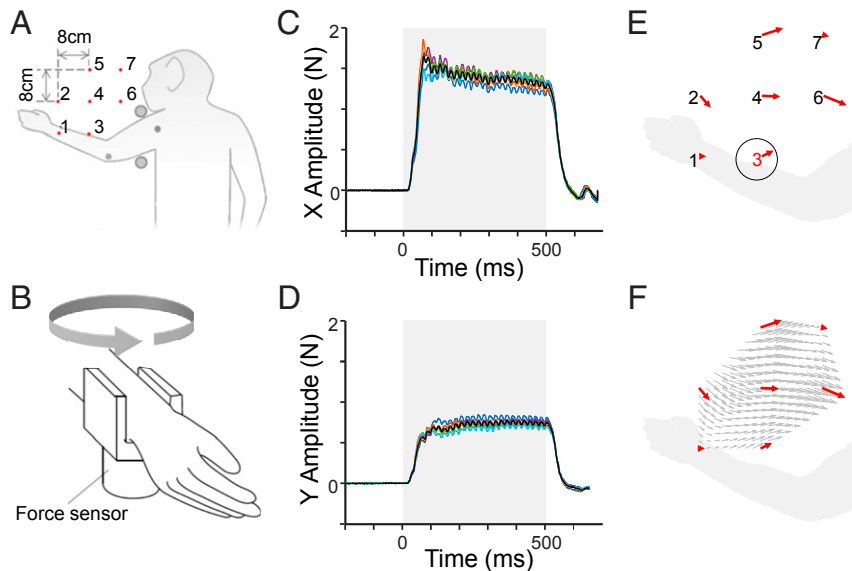 A
8cm
8cm
5 7
2 4 6
1 3
B
Force sensor
C
X Amplitude (N)
2
0
0 500
Time (ms)
D
Y Amplitude (N)
2
0
0 500
Time (ms)
E
5 7
2 4 6
1 3
F